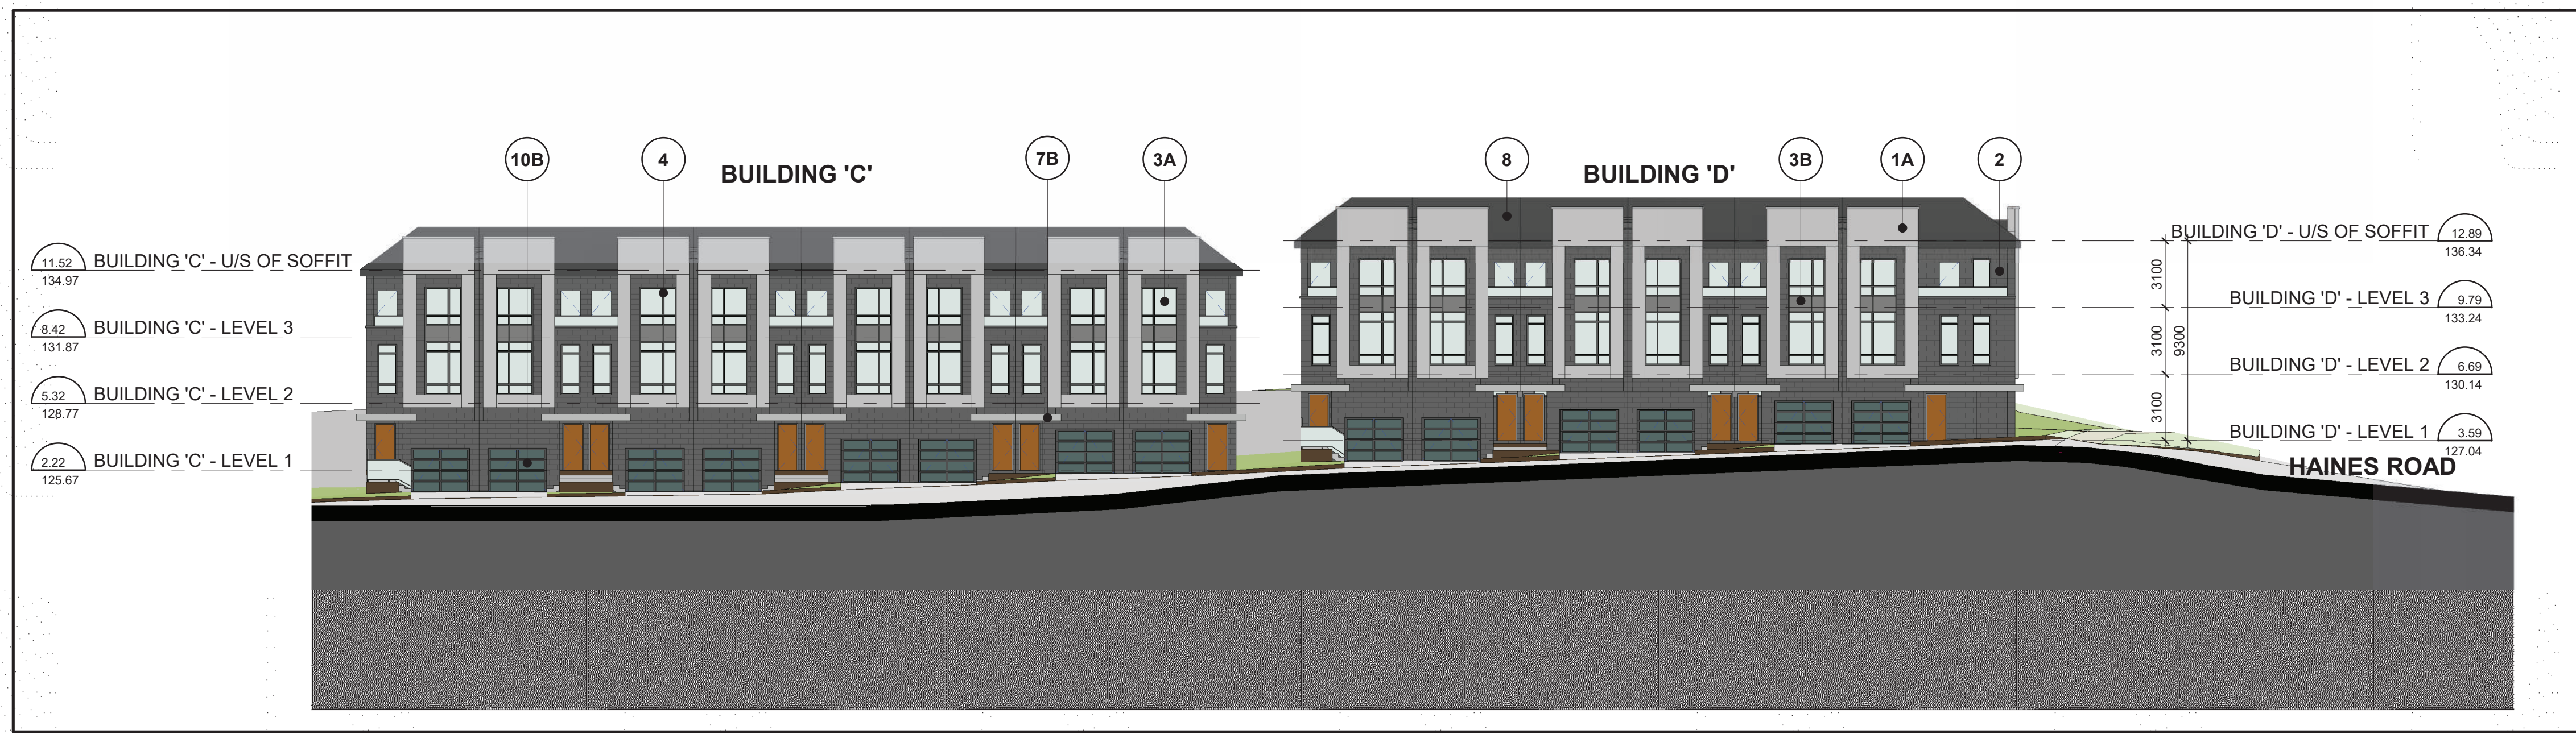 10B
4
BUILDING 'C'
7B
3A
8
BUILDING 'D'
3B
1A
2
11.52
134.97
BUILDING 'C' - U/S OF SOFFIT
8.42
131.87
BUILDING 'C' - LEVEL 3
5.32
128.77
BUILDING 'C' - LEVEL 2
2.22
125.67
BUILDING 'C' - LEVEL 1
3100
3100
3100
9300
BUILDING 'D' - U/S OF SOFFIT
12.89
136.34
BUILDING 'D' - LEVEL 3
9.79
133.24
BUILDING 'D' - LEVEL 2
6.69
130.14
BUILDING 'D' - LEVEL 1
3.59
127.04
HAINES ROAD